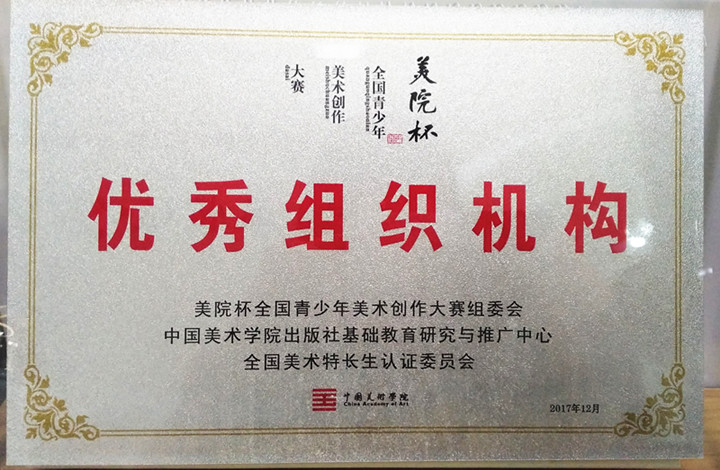 美院杯
全国青少年
quanguoqingshaonian
美术创作
meishuchuangzuo
大赛
dasai
优秀组织机构
美院杯全国青少年美术创作大赛组委会
中国美术学院出版社基础教育研究与推广中心
全国美术特长生认证委员会
中国美术学院
China Academy of Art
2017年12月